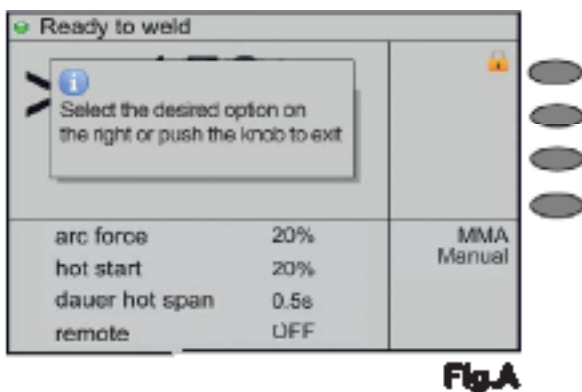 Ready to weld
Select the desired option on
the right or push the knob to exit
arc force 20%
hot start 20%
dauer hot span 0.5s
remote OFF
MMA
Manual
Fig.A